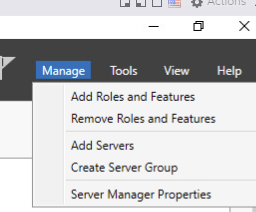 Actions
Manage Tools View Help
Add Roles and Features
Remove Roles and Features
Add Servers
Create Server Group
Server Manager Properties